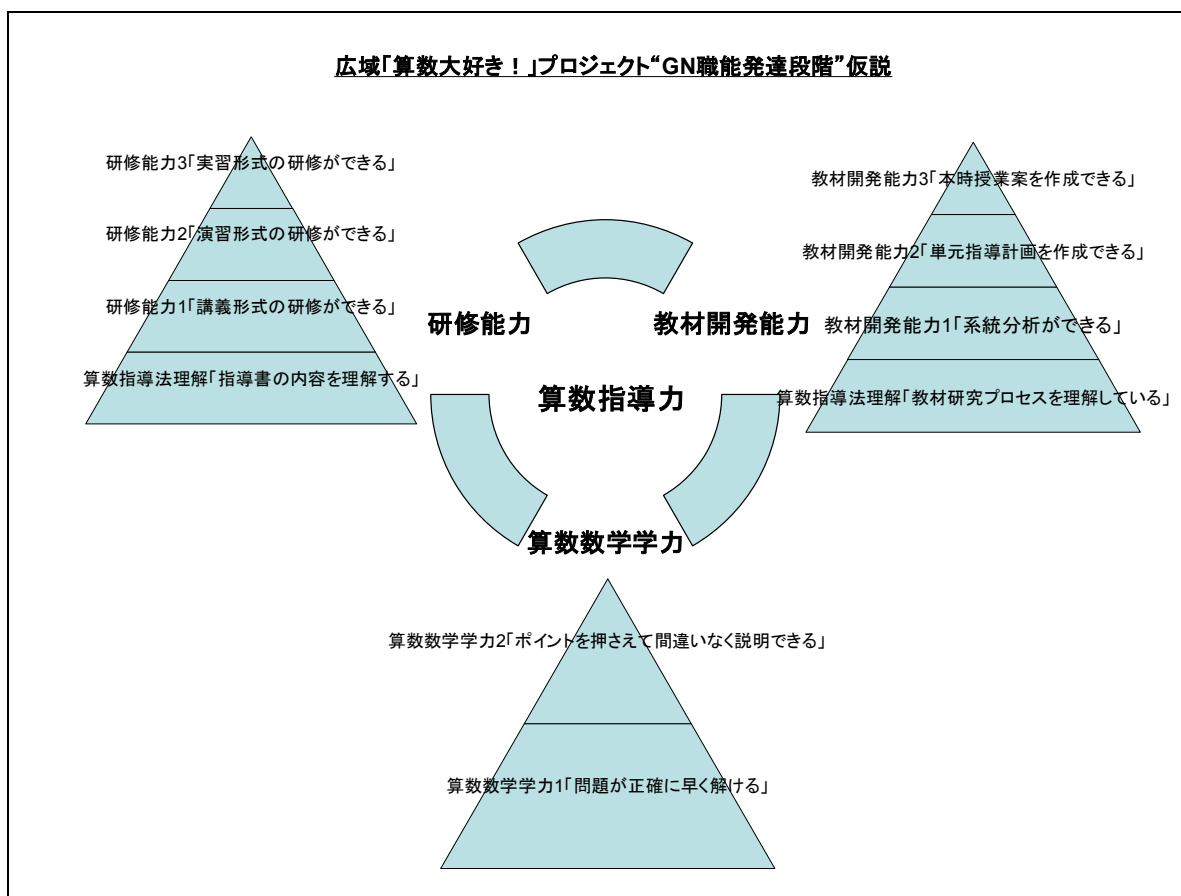 広域「算数大好き！」プロジェクト“GN職能発達段階”仮説
研修能力3「実習形式の研修ができる」
研修能力2「演習形式の研修ができる」
研修能力1「講義形式の研修ができる」
算数指導法理解「指導書の内容を理解する」
教材開発能力3「本時授業案を作成できる」
教材開発能力2「単元指導計画を作成できる」
教材開発能力1「系統分析ができる」
算数指導法理解「教材研究プロセスを理解している」
研修能力
教材開発能力
算数指導力
算数数学学力
算数数学学力2「ポイントを押さえて間違いなく説明できる」
算数数学学力1「問題が正確に早く解ける」